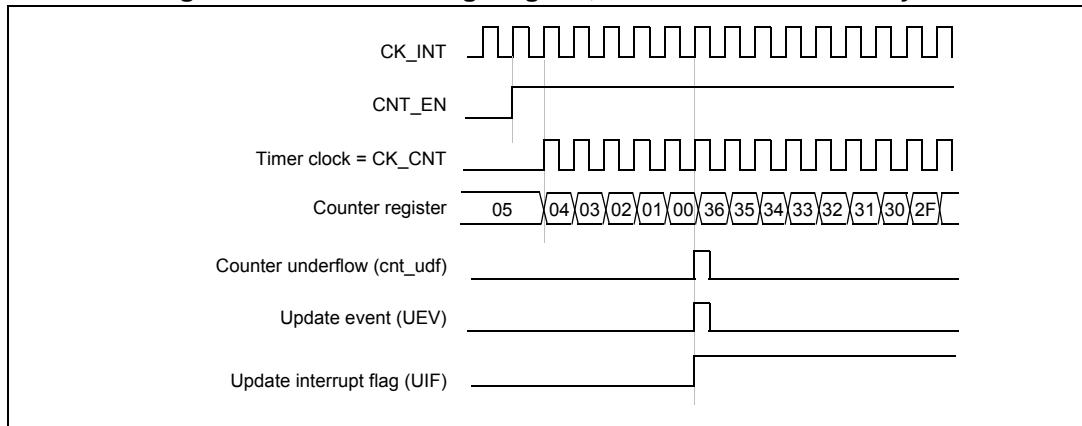 CK_INT
CNT_EN
Timer clock = CK_CNT
Counter register 05 04 03 02 01 00 36 35 34 33 32 31 30 2F
Counter underflow (cnt_udf)
Update event (UEV)
Update interrupt flag (UIF)